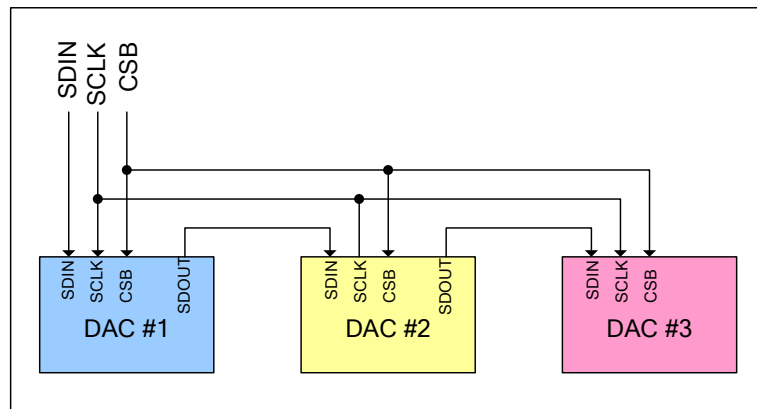 SDIN
SCLK
CSB
SDIN
SCLK
CSB
SDOUT
DAC #1
SDIN
SCLK
CSB
SDOUT
DAC #2
SDIN
SCLK
CSB
DAC #3